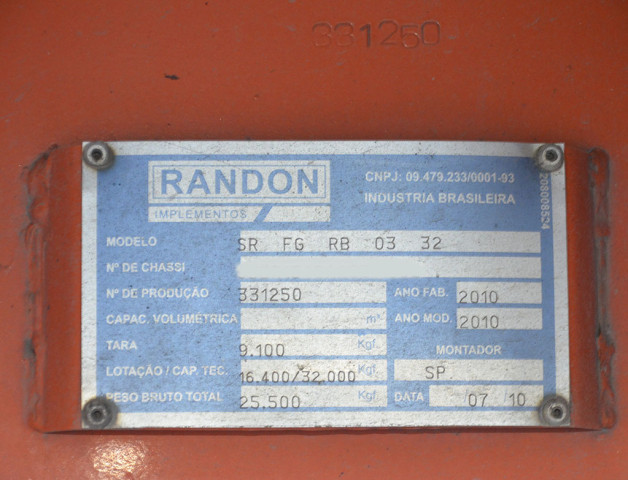 331250
RANDON
IMPLEMENTOS
CNPJ: 09.479.233/0001-93
INDUSTRIA BRASILEIRA
208008524
MODELO SR FG RB 03 32
Nº DE CHASSI
Nº DE PRODUÇÃO 331250 ANO FAB. 2010
CAPAC. VOLUMÉTRICA m³ ANO MOD. 2010
TARA 9.100 Kgf MONTADOR
LOTAÇÃO / CAP. TEC. 16.400/32.000 Kgf SP
PESO BRUTO TOTAL 25.500 Kgf DATA /07 /10